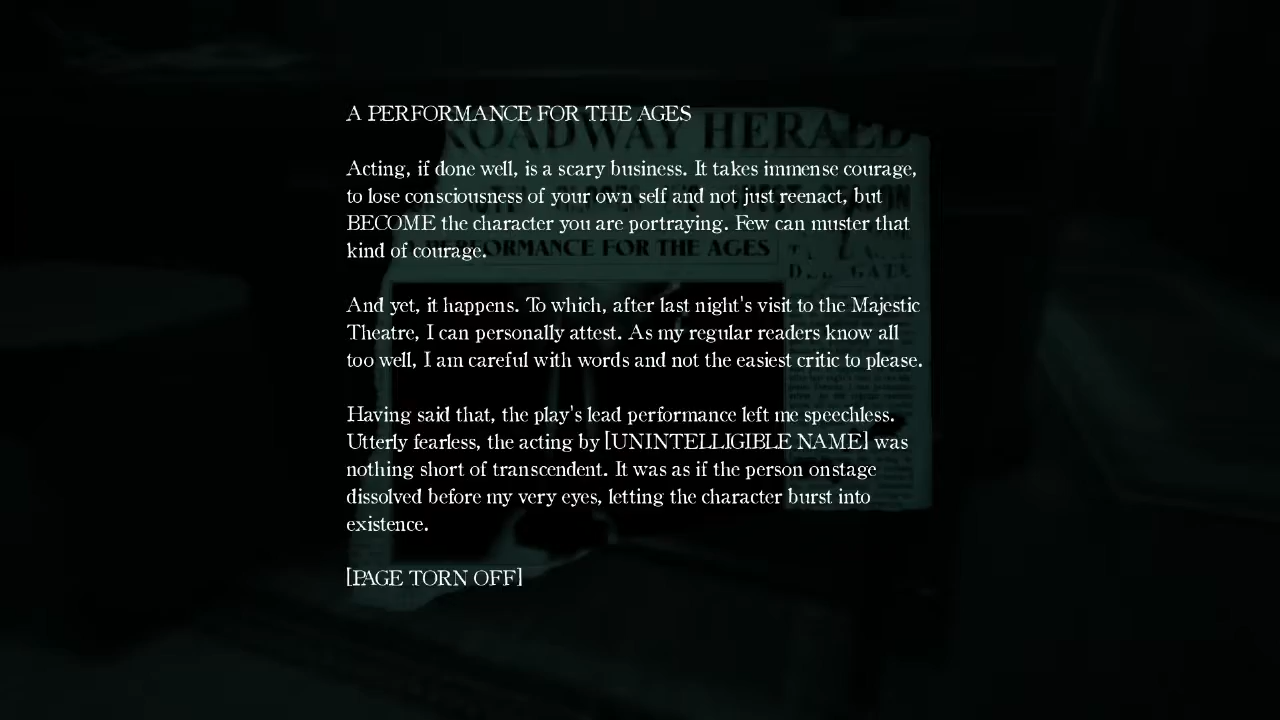 A PERFORMANCE FOR THE AGES
ROADWAY HERALD
Acting, if done well, is a scary business. It takes immense courage,
to lose consciousness of your own self and not just reenact, but
BECOME the character you are portraying. Few can muster that
kind of courage.
PERFORMANCE FOR THE AGES
And yet, it happens. To which, after last night's visit to the Majestic
Theatre, I can personally attest. As my regular readers know all
too well, I am careful with words and not the easiest critic to please.
Having said that, the play's lead performance left me speechless.
Utterly fearless, the acting by [UNINTELLIGIBLE NAME] was
nothing short of transcendent. It was as if the person onstage
dissolved before my very eyes, letting the character burst into
existence.
[PAGE TORN OFF]